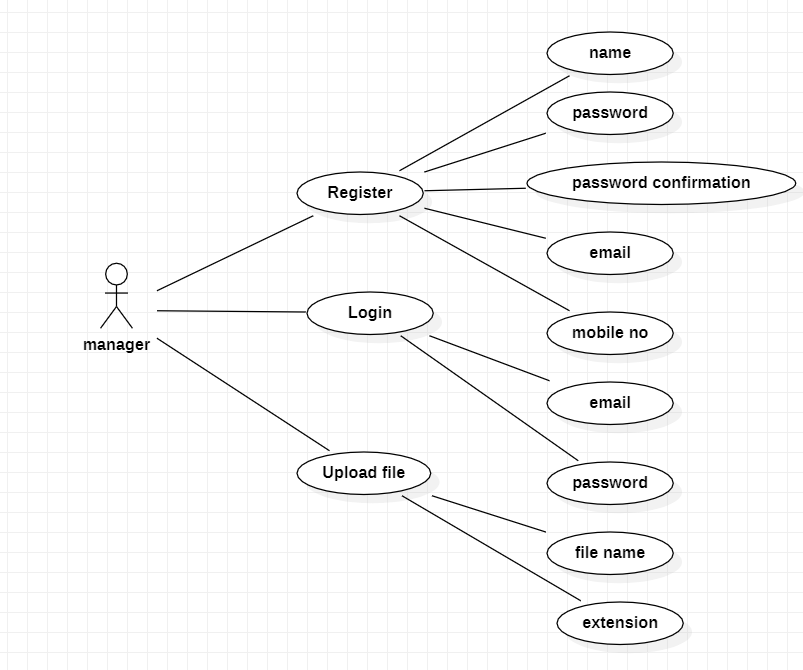 name
password
password confirmation
Register
email
manager
Login
mobile no
email
Upload file
password
file name
extension